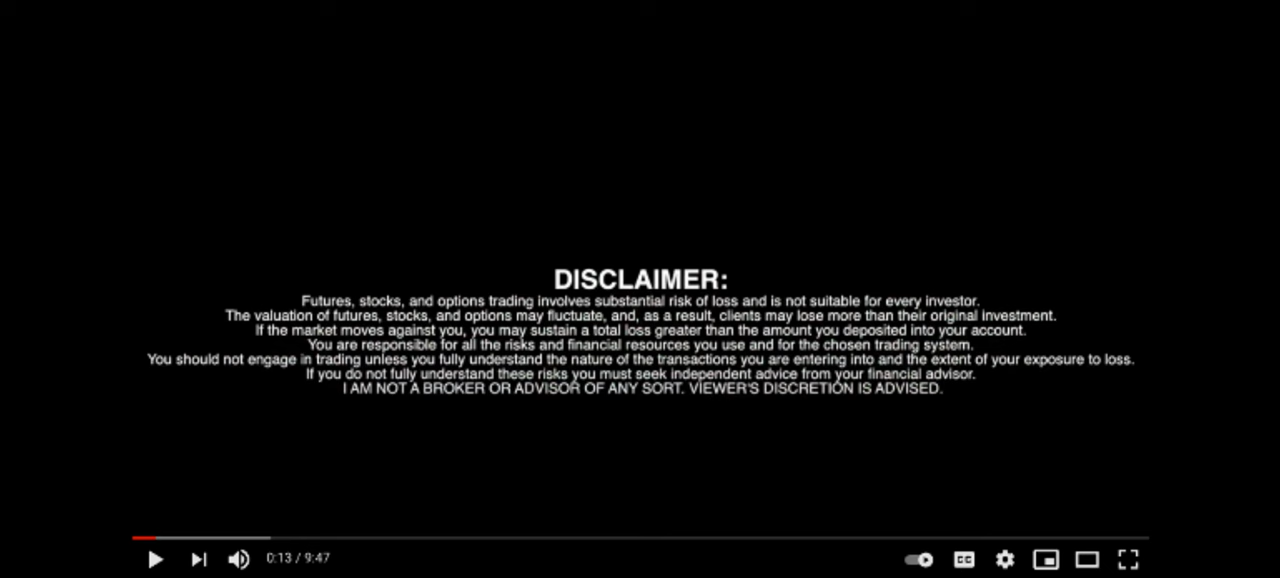 DISCLAIMER:
Futures, stocks, and options trading involves substantial risk of loss and is not suitable for every investor.
The valuation of futures, stocks, and options may fluctuate, and, as a result, clients may lose more than their original investment.
If the market moves against you, you may sustain a total loss greater than the amount you deposited into your account.
You are responsible for all the risks and financial resources you use and for the chosen trading system.
You should not engage in trading unless you fully understand the nature of the transactions you are entering into and the extent of your exposure to loss.
If you do not fully understand these risks you must seek independent advice from your financial advisor.
I AM NOT A BROKER OR ADVISOR OF ANY SORT. VIEWER'S DISCRETION IS ADVISED.
0:13 / 9:47
CC